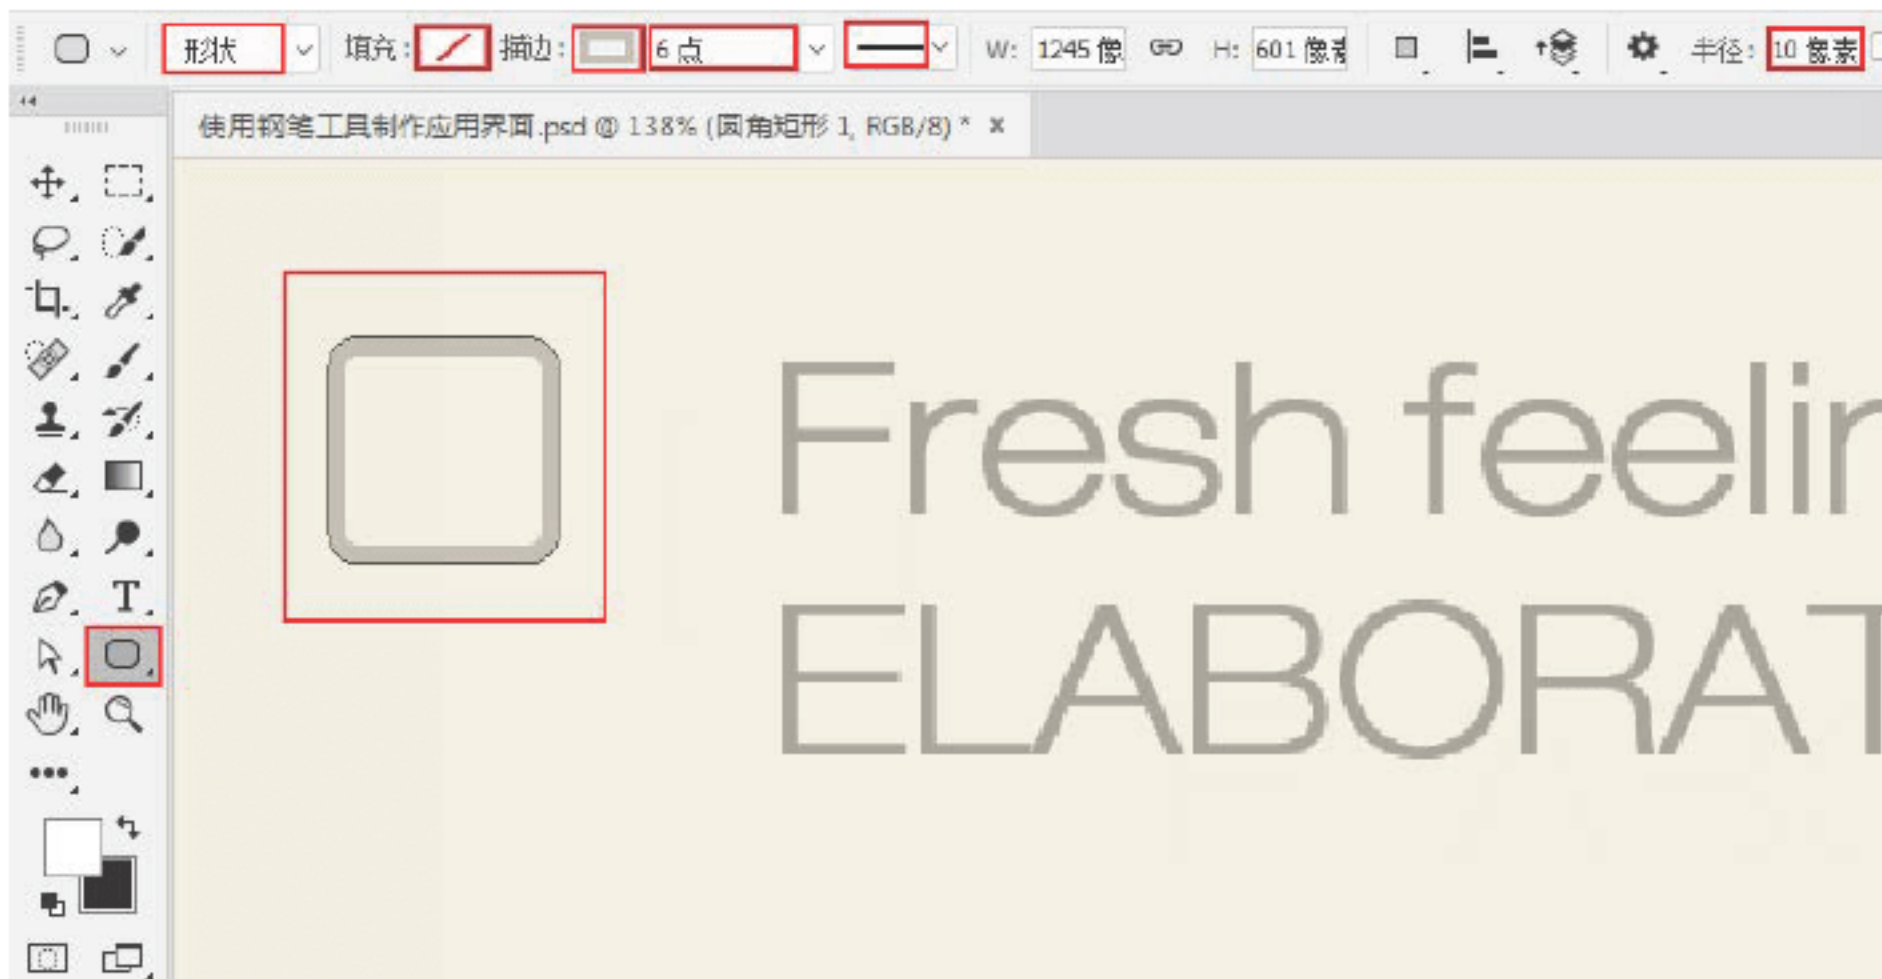 形状 填充: 描边: 6 点 W: 1245 像 H: 601 像素 半径: 10 像素
使用钢笔工具制作应用界面.psd @ 138% (圆角矩形 1, RGB/8) * ×
T
Fresh feelin
ELABORAT